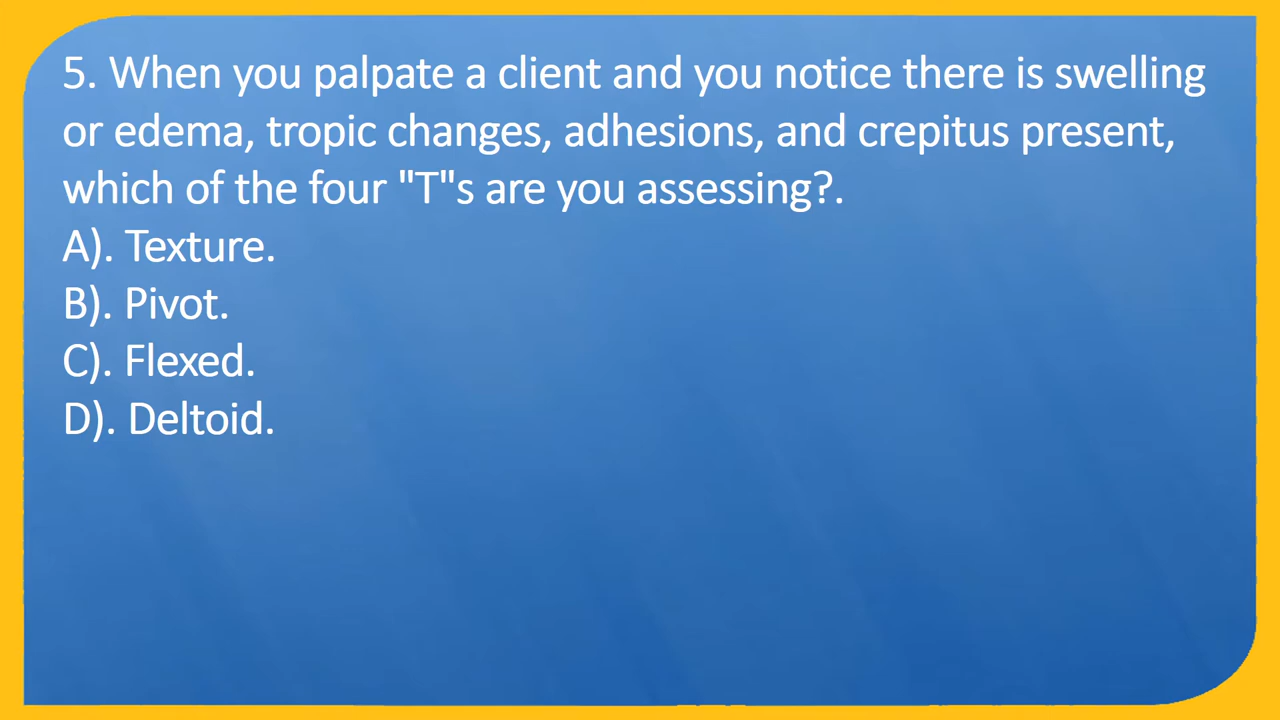 5. When you palpate a client and you notice there is swelling
or edema, tropic changes, adhesions, and crepitus present,
which of the four "T"s are you assessing?.
A). Texture.
B). Pivot.
C). Flexed.
D). Deltoid.